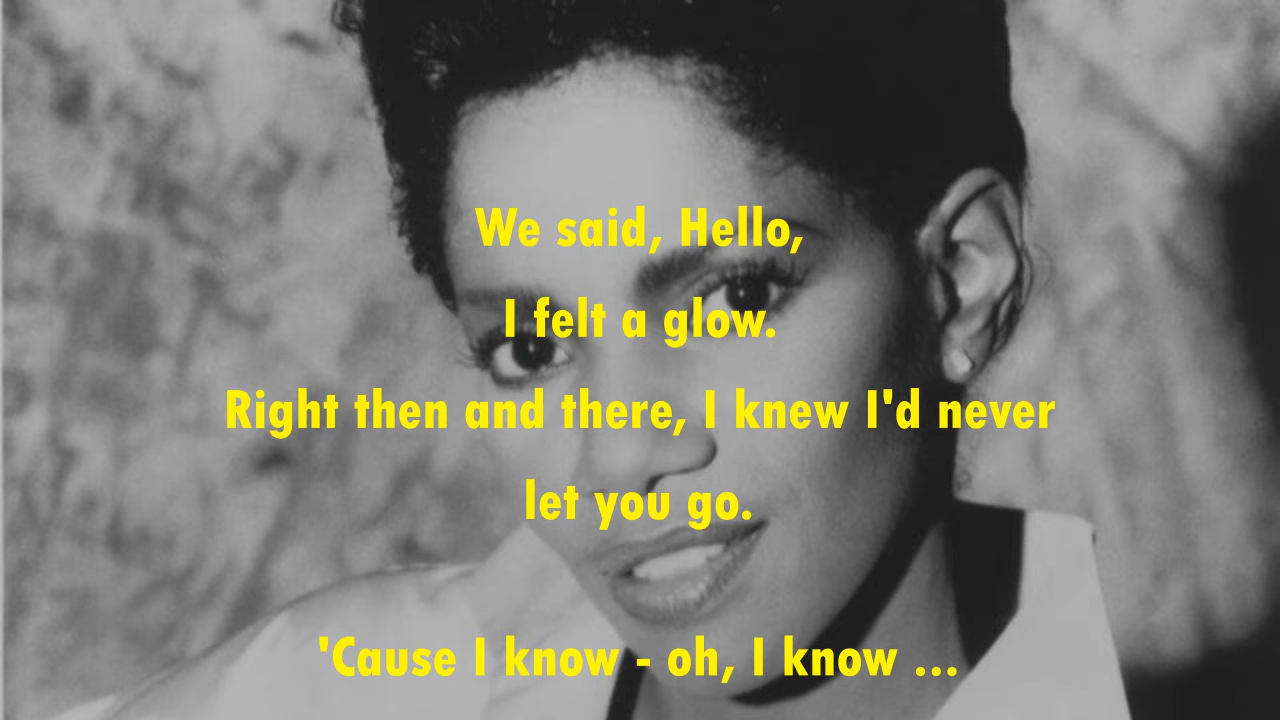 We said, Hello,
I felt a glow.
Right then and there, I knew I'd never
let you go.
'Cause I know - oh, I know ...